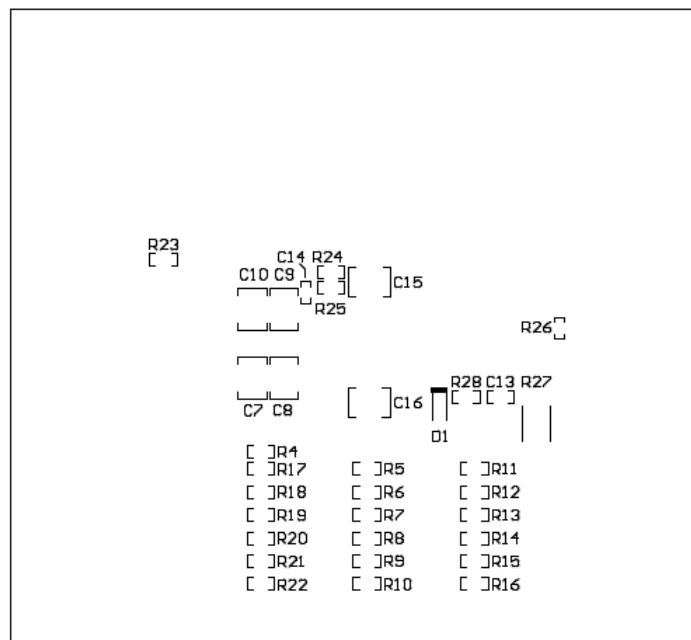 R23
C14 R24
C10 C9
C15
R25
R26
R28 C13 R27
C7 C8 C16
D1
R4
R17 R5 R11
R18 R6 R12
R19 R7 R13
R20 R8 R14
R21 R9 R15
R22 R10 R16